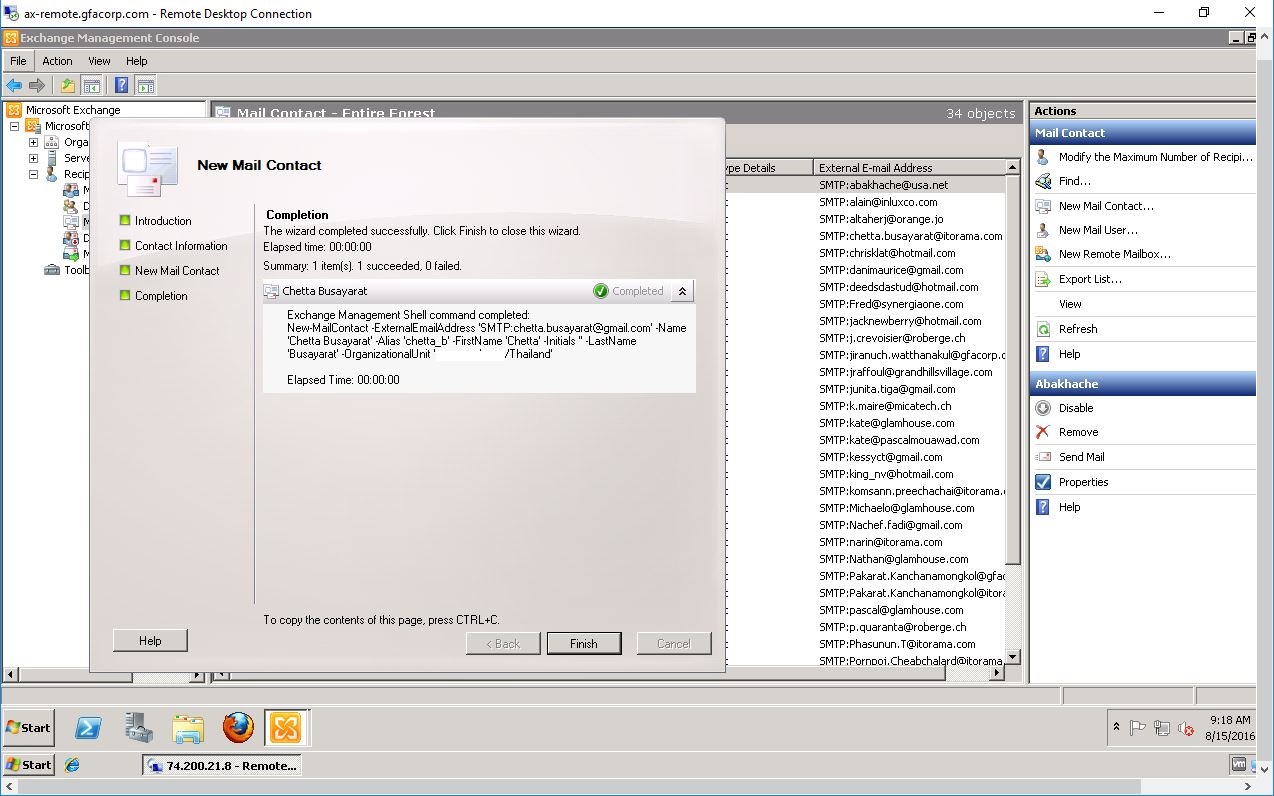 ax-remote.gfacorp.com - Remote Desktop Connection
Exchange Management Console
File Action View Help
Microsoft Exchange
Microsoft
Orga
Serve
Recip
Toolb
Mail Contact - Entire Forest
34 objects
New Mail Contact
Introduction
Contact Information
New Mail Contact
Completion
Completion
The wizard completed successfully. Click Finish to close this wizard.
Elapsed time: 00:00:00
Summary: 1 item(s). 1 succeeded, 0 failed.
Chetta Busayarat
Completed
Exchange Management Shell command completed:
New-MailContact -ExternalEmailAddress 'SMTP:chetta.busayarat@gmail.com' -Name
'Chetta Busayarat' -Alias 'chetta_b' -FirstName 'Chetta' -Initials '' -LastName
'Busayarat' -OrganizationalUnit ' ' /Thailand'
Elapsed Time: 00:00:00
To copy the contents of this page, press CTRL+C.
Help
< Back
Finish
Cancel
ype Details
External E-mail Address
SMTP:abakhache@usa.net
SMTP:alain@inluxco.com
SMTP:altaherj@orange.jo
SMTP:chetta.busayarat@itorama.com
SMTP:chrisklat@hotmail.com
SMTP:danimaurice@gmail.com
SMTP:deedsdastud@hotmail.com
SMTP:Fred@synergiaone.com
SMTP:jacknewberry@hotmail.com
SMTP:j.crevoisier@roberge.ch
SMTP:jiranuch.watthanakul@gfacorp.c
SMTP:jraffoul@grandhillsvillage.com
SMTP:junita.tiga@gmail.com
SMTP:k.maire@micatech.ch
SMTP:kate@glamhouse.com
SMTP:kate@pascalmouawad.com
SMTP:kessyct@gmail.com
SMTP:king_nv@hotmail.com
SMTP:komsann.preechachai@itorama.
SMTP:Michaelo@glamhouse.com
SMTP:Nachef.fadi@gmail.com
SMTP:narin@itorama.com
SMTP:Nathan@glamhouse.com
SMTP:Pakarat.Kanchanamongkol@gfac
SMTP:Pakarat.Kanchanamongkol@itora
SMTP:pascal@glamhouse.com
SMTP:p.quaranta@roberge.ch
SMTP:Phasunun.T@itorama.com
SMTP:Pornpoj.Cheabchalard@itorama.
Actions
Mail Contact
Modify the Maximum Number of Recipi...
Find...
New Mail Contact...
New Mail User...
New Remote Mailbox...
Export List...
View
Refresh
Help
Abakhache
Disable
Remove
Send Mail
Properties
Help
Start
9:18 AM
8/15/2016
Start
74.200.21.8 - Remote...
vm